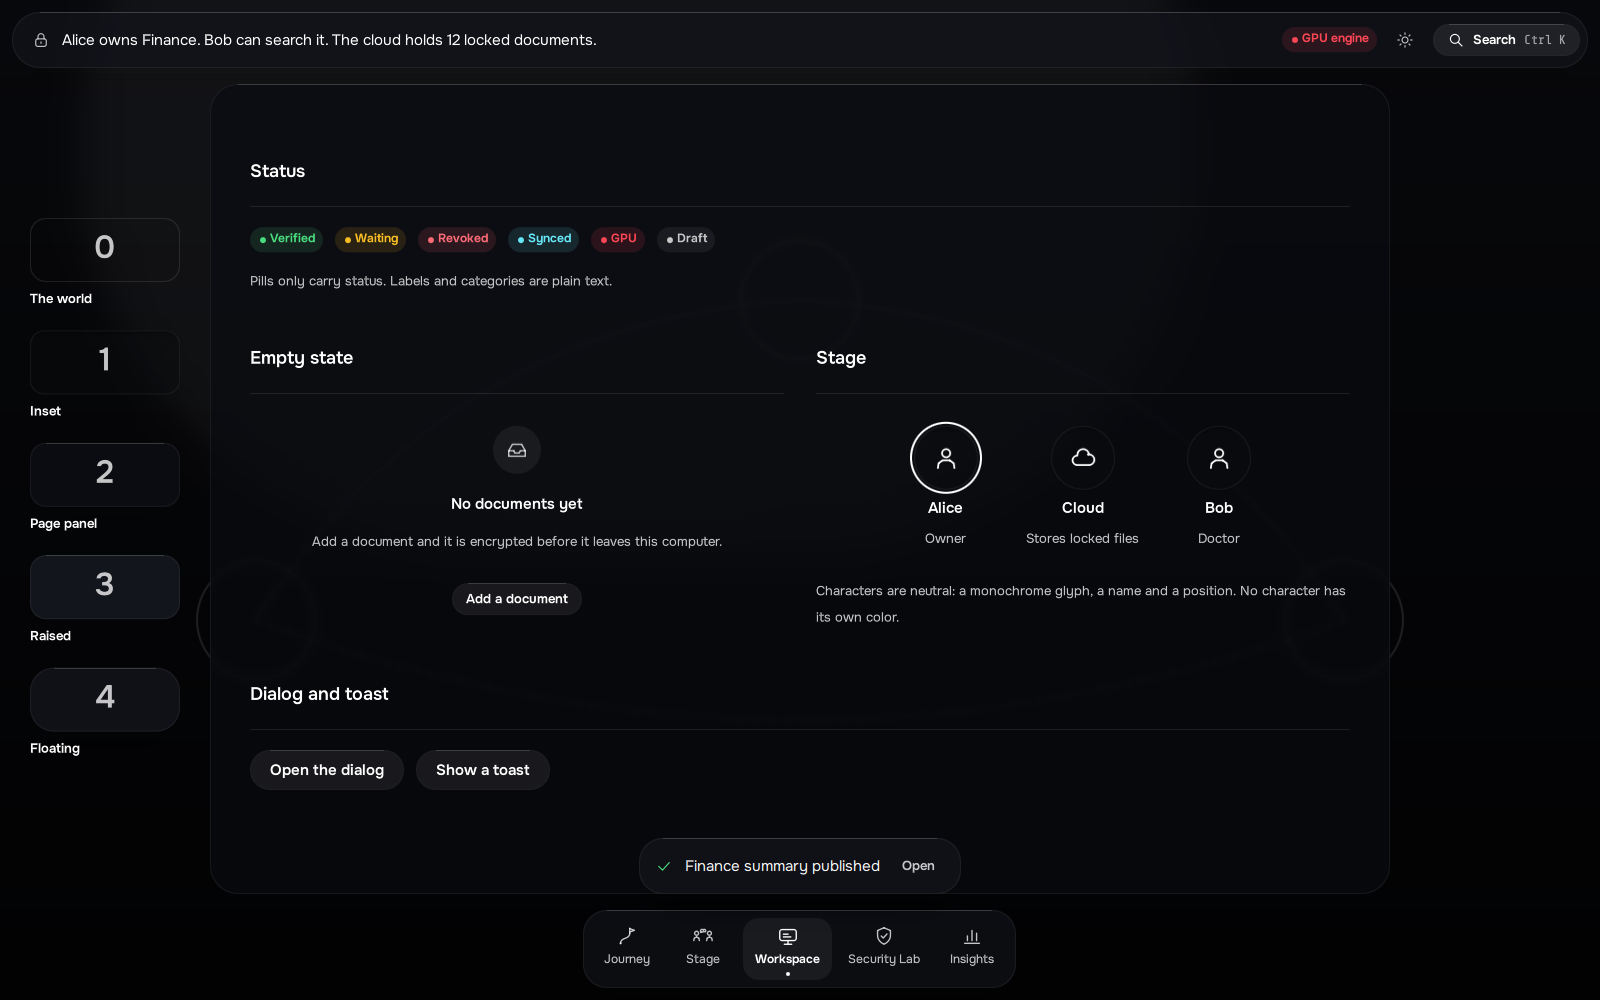 Alice owns Finance. Bob can search it. The cloud holds 12 locked documents.
GPU engine
Search Ctrl K
0
The world
1
Inset
2
Page panel
3
Raised
4
Floating
Status
Verified
Waiting
Revoked
Synced
GPU
Draft
Pills only carry status. Labels and categories are plain text.
Empty state
No documents yet
Add a document and it is encrypted before it leaves this computer.
Add a document
Stage
Alice
Owner
Cloud
Stores locked files
Bob
Doctor
Characters are neutral: a monochrome glyph, a name and a position. No character has
its own color.
Dialog and toast
Open the dialog
Show a toast
Finance summary published
Open
Journey
Stage
Workspace
Security Lab
Insights